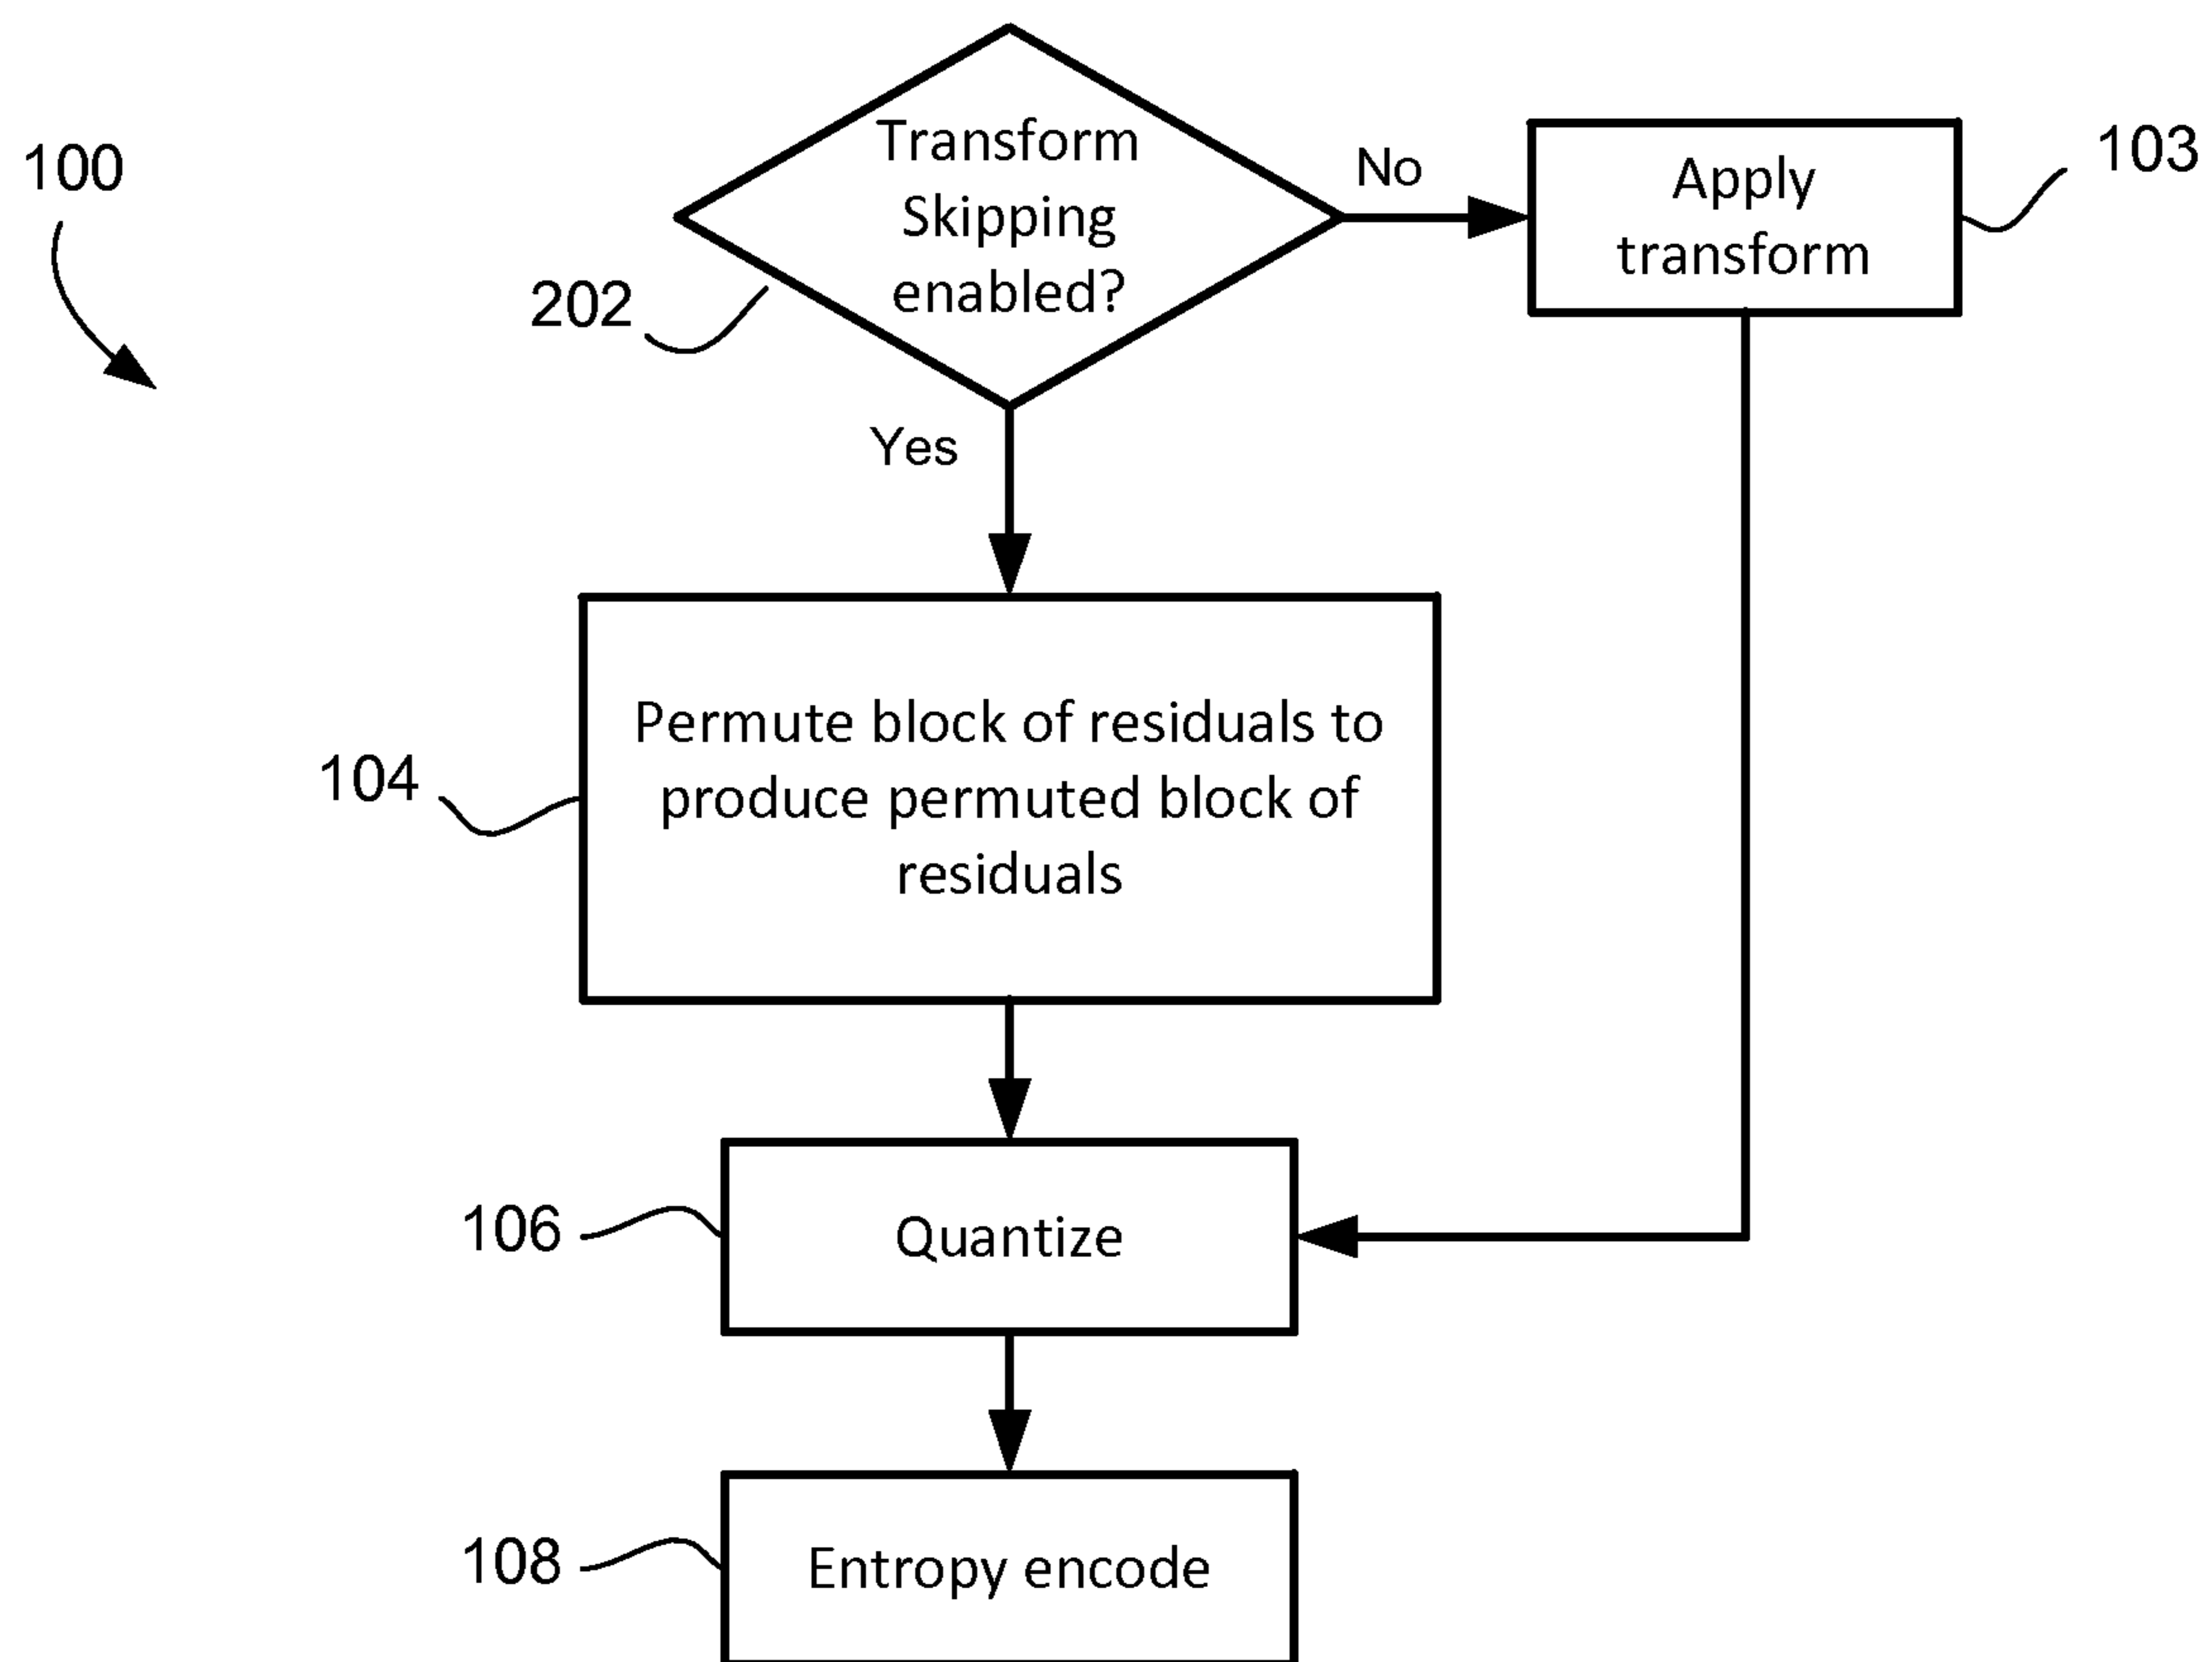 100
Transform
Skipping
enabled?
No
Apply
transform
103
202
Yes
Permute block of residuals to
produce permuted block of
residuals
104
106
Quantize
108
Entropy encode